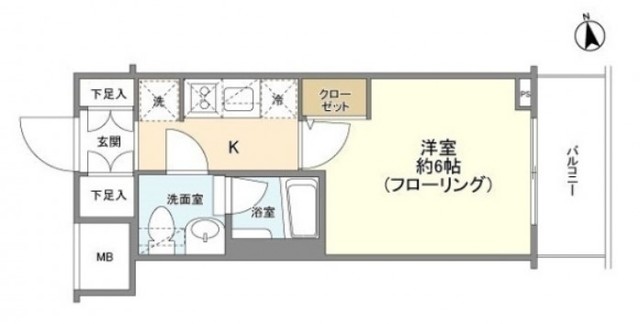 N
下足入
洗
冷
クロー
ゼット
PS
玄関
K
洋室
約6帖
(フローリング)
バルコニー
下足入
洗面室
浴室
MB